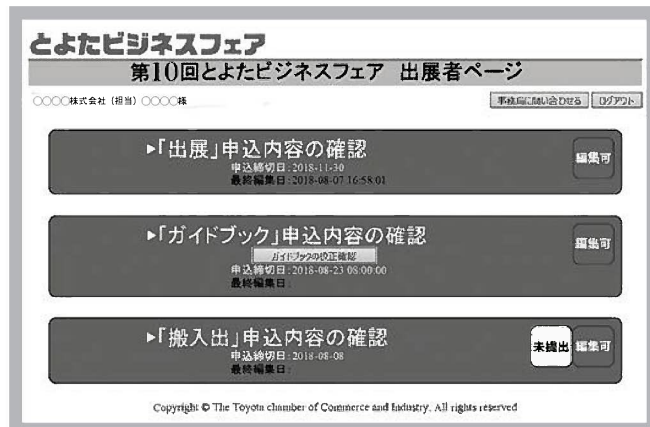 とよたビジネスフェア
第10回とよたビジネスフェア 出展者ページ
〇〇〇〇株式会社 (担当) 〇〇〇〇様
事務局に問い合わせる ログアウト
▶「出展」申込内容の確認
編集可
申込締切日:2018-11-30
最終編集日:2018-08-07 16:58:01
▶「ガイドブック」申込内容の確認
編集可
ガイドブックの校正確認
申込締切日:2018-08-23 08:00:00
最終編集日:
▶「搬入出」申込内容の確認
未提出 編集可
申込締切日:2018-08-08
最終編集日:
Copyright © The Toyota chamber of Commerce and Industry, All rights reserved